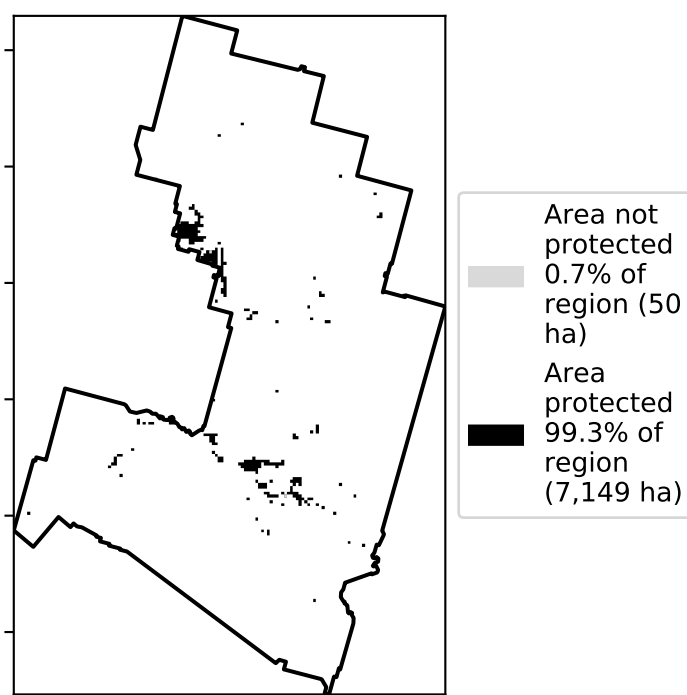 Area not
protected
0.7% of
region (50
ha)
Area
protected
99.3% of
region
(7,149 ha)